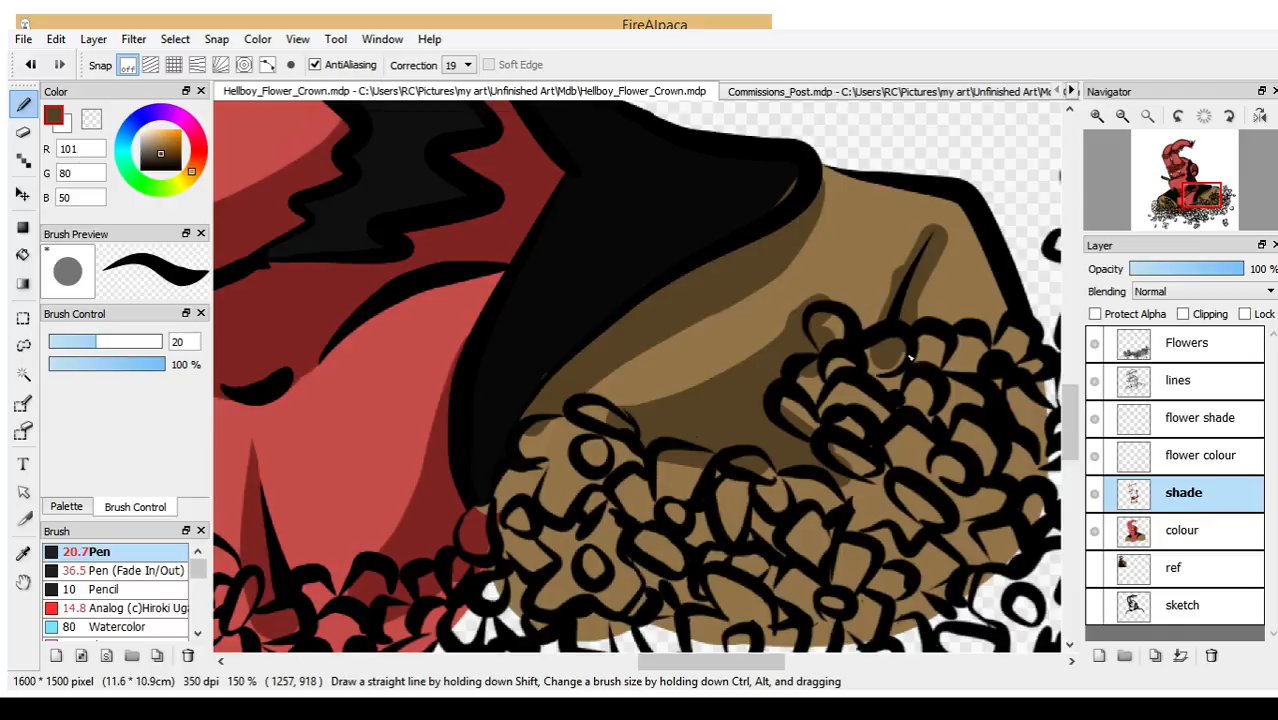 FireAlpaca
File Edit Layer Filter Select Snap Color View Tool Window Help
Snap off AntiAliasing Correction 19 Soft Edge
Color
Hellboy_Flower_Crown.mdp - C:\Users\RC\Pictures\my art\Unfinished Art\Mdb\Hellboy_Flower_Crown.mdp
Commissions_Post.mdp - C:\Users\RC\Pictures\my art\Unfinished Art\Mc
Navigator
R 101
G 80
B 50
Brush Preview
*
Brush Control
20
100 %
Palette Brush Control
Brush
20.7 Pen
36.5 Pen (Fade In/Out)
10 Pencil
14.8 Analog (c)Hiroki Ug
80 Watercolor
Layer
Opacity 100 %
Blending Normal
Protect Alpha Clipping Lock
Flowers
lines
flower shade
flower colour
shade
colour
ref
sketch
1600 * 1500 pixel (11.6 * 10.9cm) 350 dpi 150 % ( 1257, 918 ) Draw a straight line by holding down Shift, Change a brush size by holding down Ctrl, Alt, and dragging